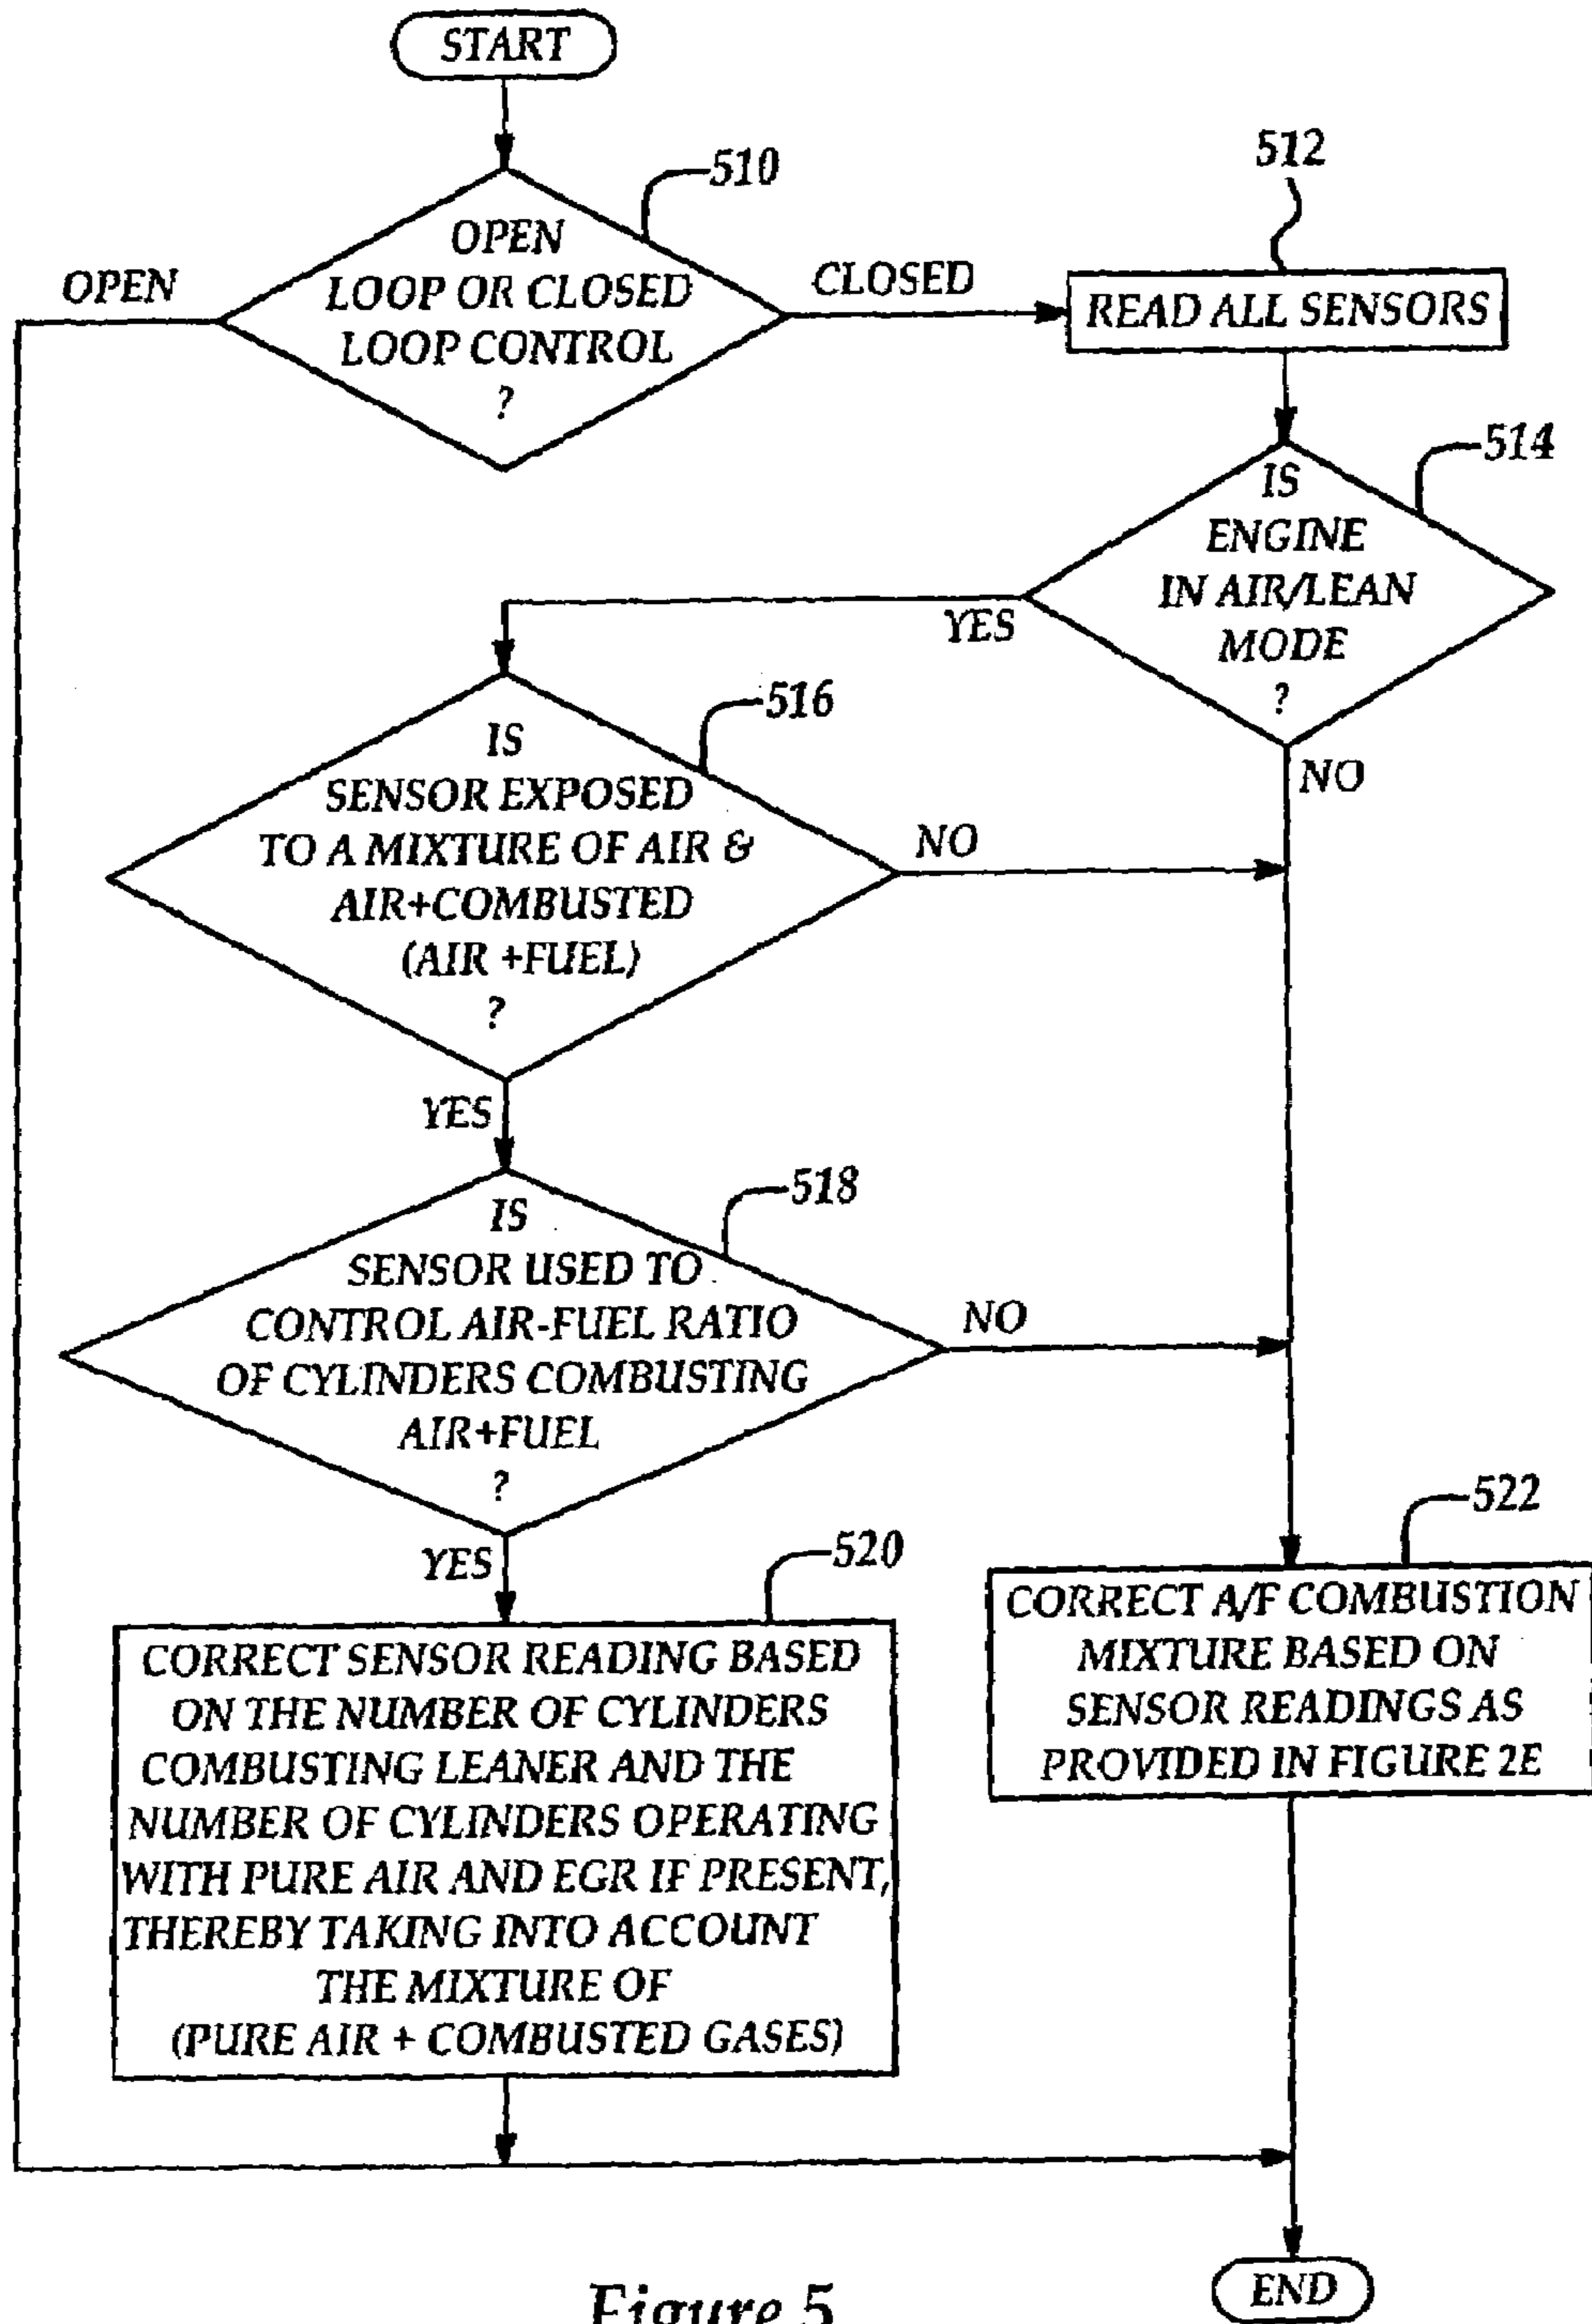 START
510
512
OPEN
LOOP OR CLOSED
LOOP CONTROL
?
OPEN
CLOSED
READ ALL SENSORS
514
IS
ENGINE
IN AIR/LEAN
MODE
?
YES
NO
516
IS
SENSOR EXPOSED
TO A MIXTURE OF AIR &
AIR+COMBUSTED
(AIR +FUEL)
?
NO
YES
518
IS
SENSOR USED TO
CONTROL AIR-FUEL RATIO
OF CYLINDERS COMBUSTING
AIR+FUEL
?
NO
YES
520
522
CORRECT SENSOR READING BASED
ON THE NUMBER OF CYLINDERS
COMBUSTING LEANER AND THE
NUMBER OF CYLINDERS OPERATING
WITH PURE AIR AND EGR IF PRESENT,
THEREBY TAKING INTO ACCOUNT
THE MIXTURE OF
(PURE AIR + COMBUSTED GASES)
CORRECT A/F COMBUSTION
MIXTURE BASED ON
SENSOR READINGS AS
PROVIDED IN FIGURE 2E
END
Figure 5